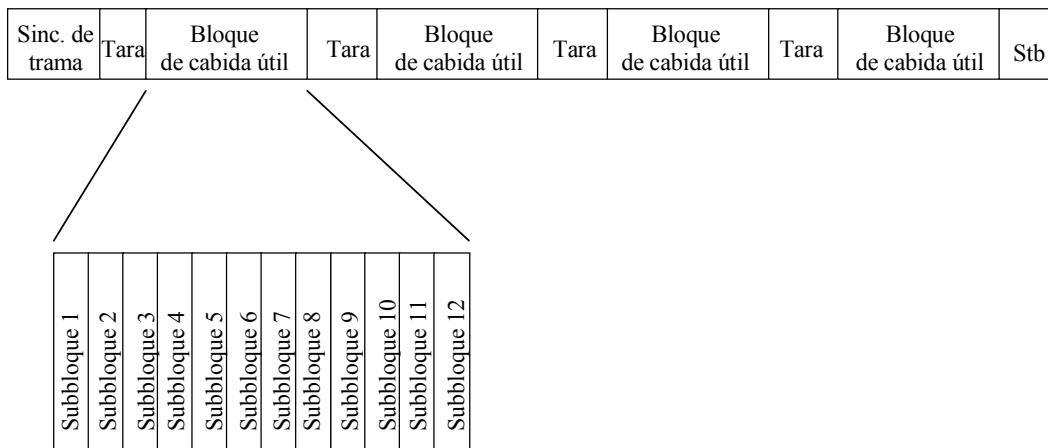 Sinc. de
trama
Tara
Bloque
de cabida útil
Tara
Bloque
de cabida útil
Tara
Bloque
de cabida útil
Tara
Bloque
de cabida útil
Stb
Subbloque 1
Subbloque 2
Subbloque 3
Subbloque 4
Subbloque 5
Subbloque 6
Subbloque 7
Subbloque 8
Subbloque 9
Subbloque 10
Subbloque 11
Subbloque 12